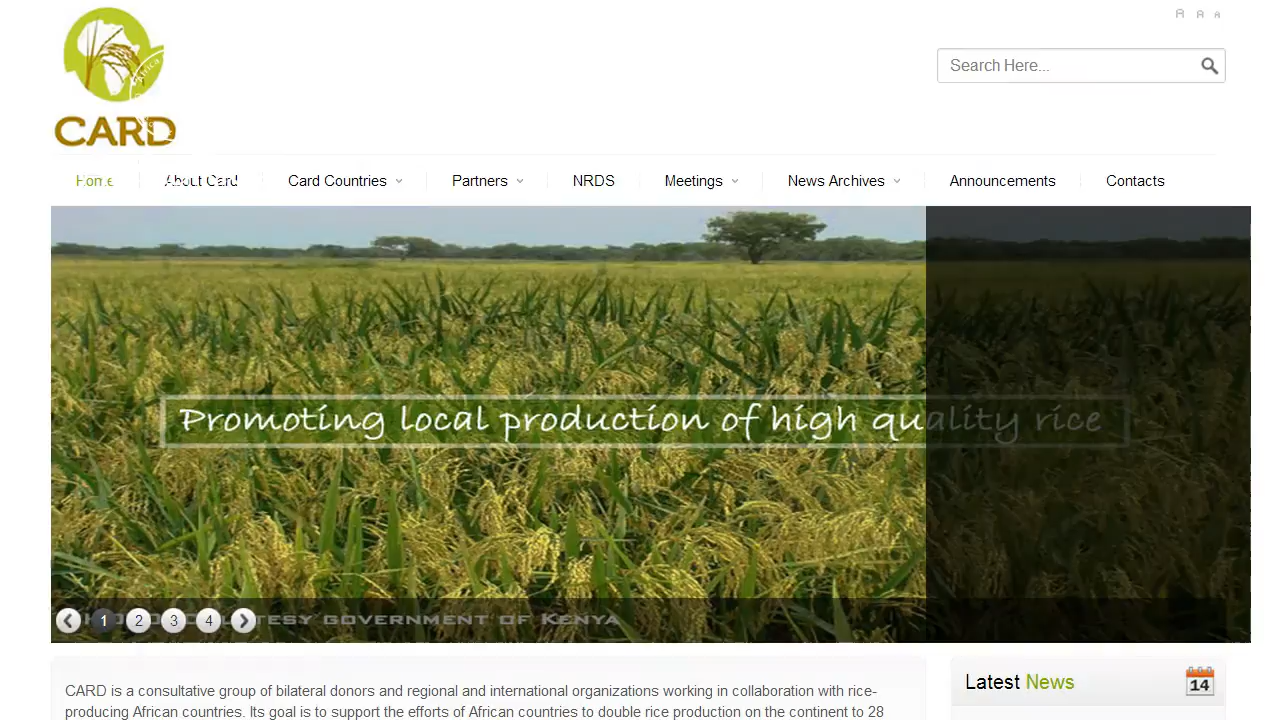 A A A
Africa
CARD
Search Here...
Home About Card Card Countries Partners NRDS Meetings News Archives Announcements Contacts
Promoting local production of high quality rice
1 2 3 4
GOVERNMENT OF KENYA
CARD is a consultative group of bilateral donors and regional and international organizations working in collaboration with rice-
producing African countries. Its goal is to support the efforts of African countries to double rice production on the continent to 28
Latest News
14